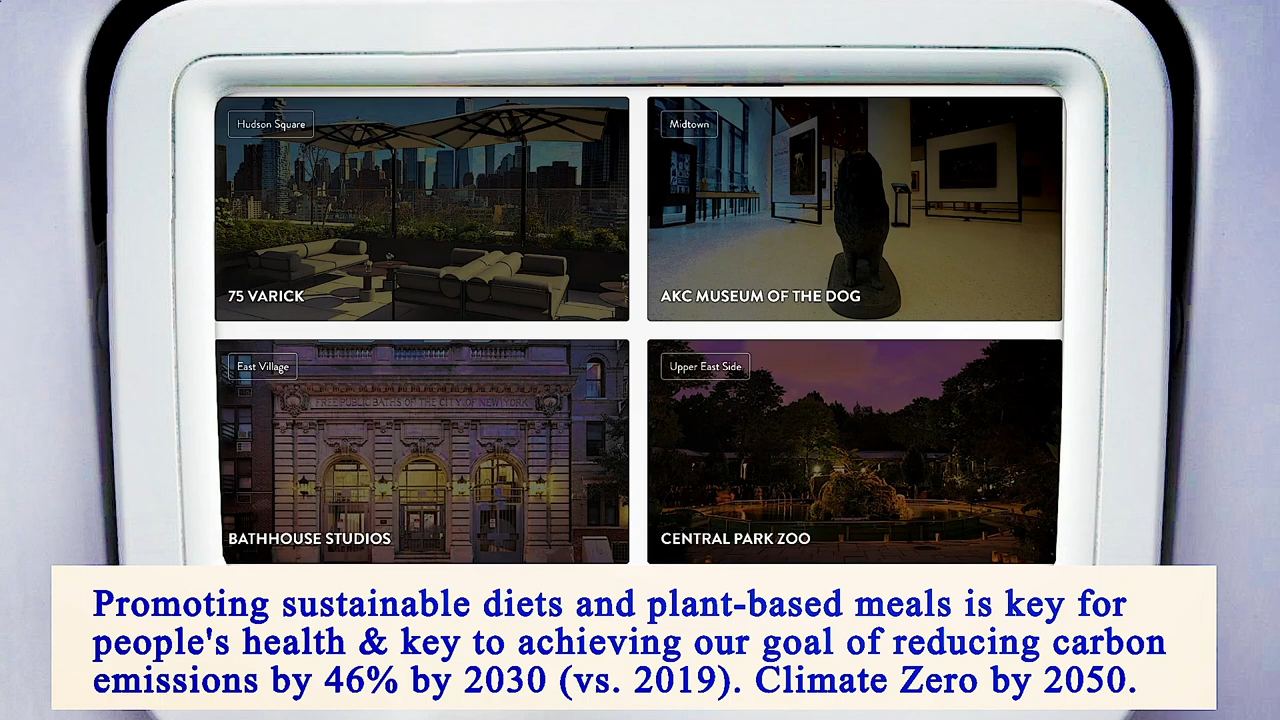 Hudson Square
75 VARICK
Midtown
AKC MUSEUM OF THE DOG
East Village
FREE PUBLIC BATHS OF THE CITY OF NEW YORK
BATHHOUSE STUDIOS
Upper East Side
CENTRAL PARK ZOO
Promoting sustainable diets and plant-based meals is key for
people's health & key to achieving our goal of reducing carbon
emissions by 46% by 2030 (vs. 2019). Climate Zero by 2050.